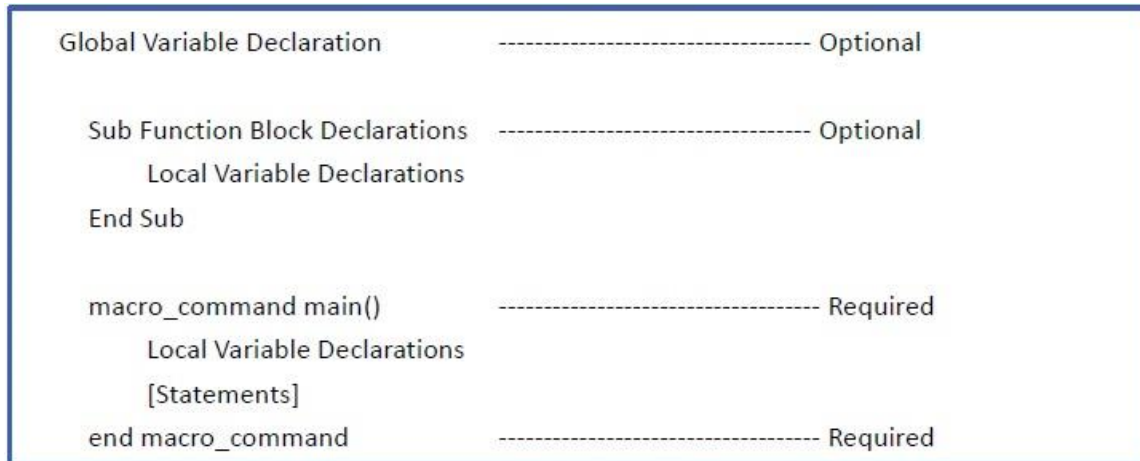 Global Variable Declaration ---------------------------------- Optional
Sub Function Block Declarations ---------------------------------- Optional
Local Variable Declarations
End Sub
macro_command main() ----------------------------------- Required
Local Variable Declarations
[Statements]
end macro_command ----------------------------------- Required